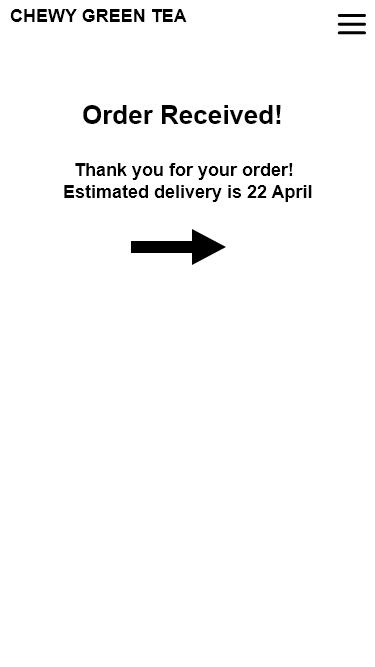 CHEWY GREEN TEA
Order Received!
Thank you for your order!
Estimated delivery is 22 April